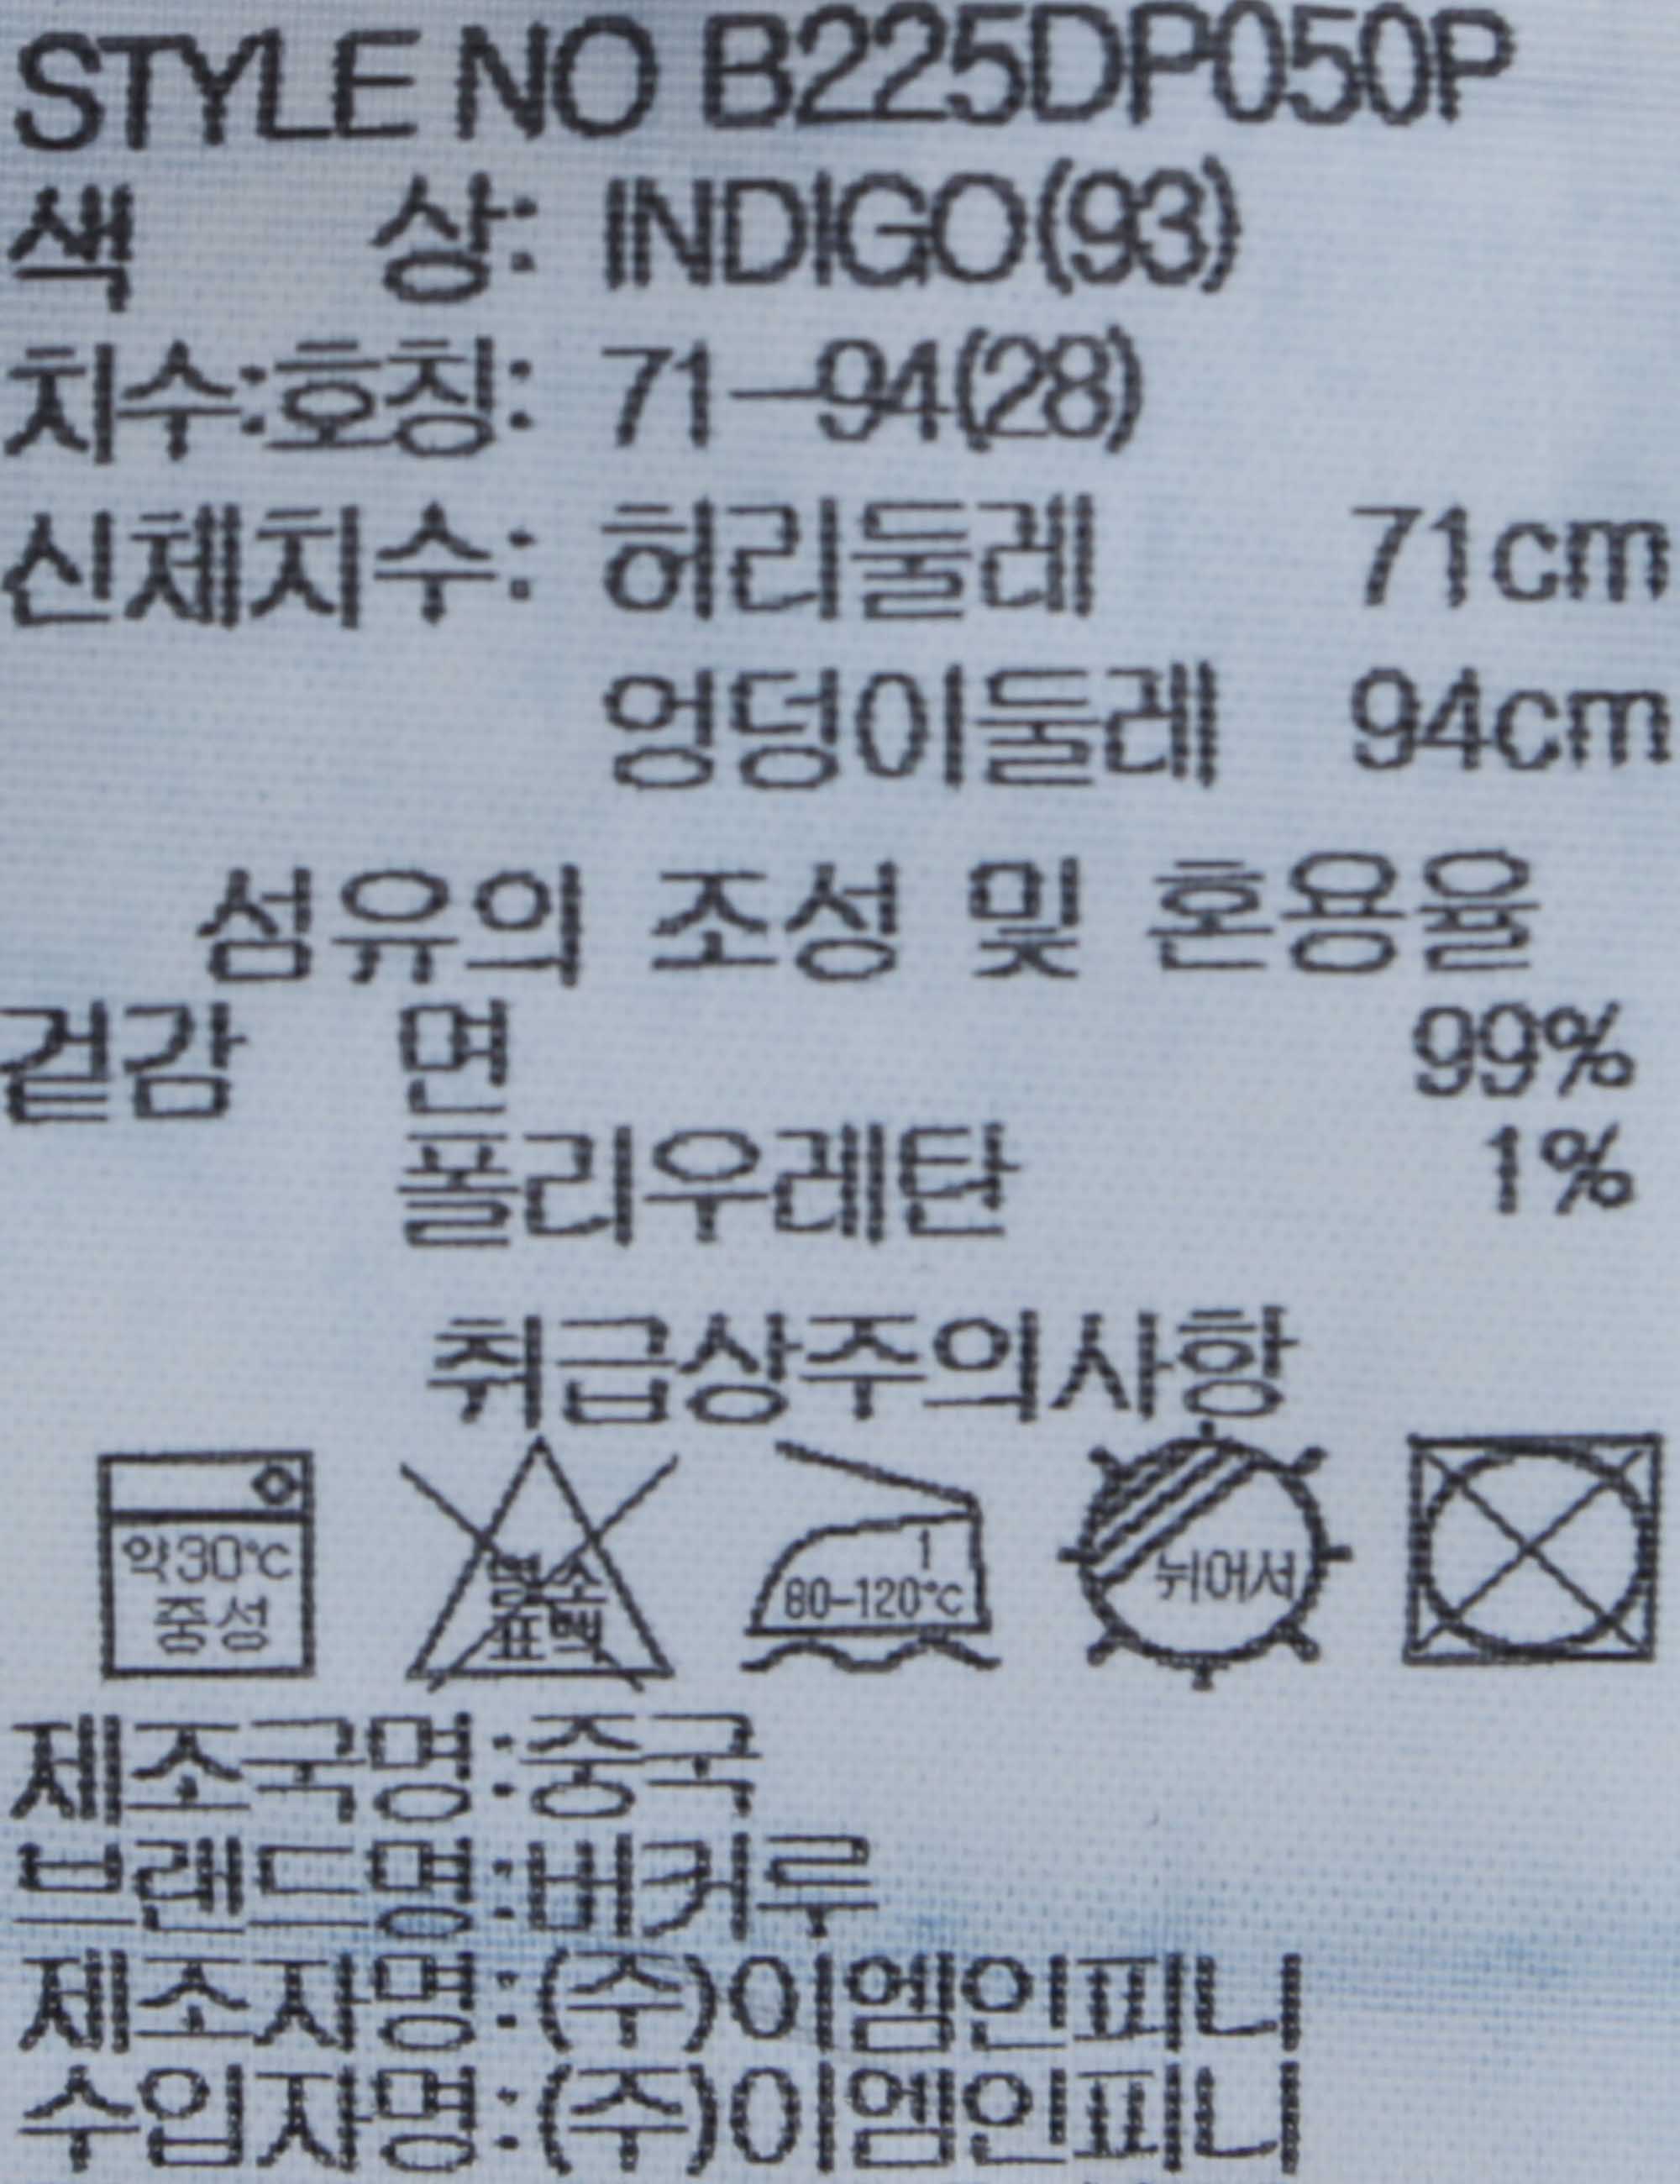 STYLE NO B225DP050P
색 상: INDIGO(93)
치수:호칭: 71-94(28)
신체치수: 허리둘레 71cm
엉덩이둘레 94cm
섬유의 조성 및 혼용율
겉감 면 99%
폴리우레탄 1%
취급상주의사항
약30℃ 중성
염소 표백
1 80-120℃
뉘어서
제조국명:중국
브랜드명:버커루
제조자명:(주)이엠인피니
수입자명:(주)이엠인피니